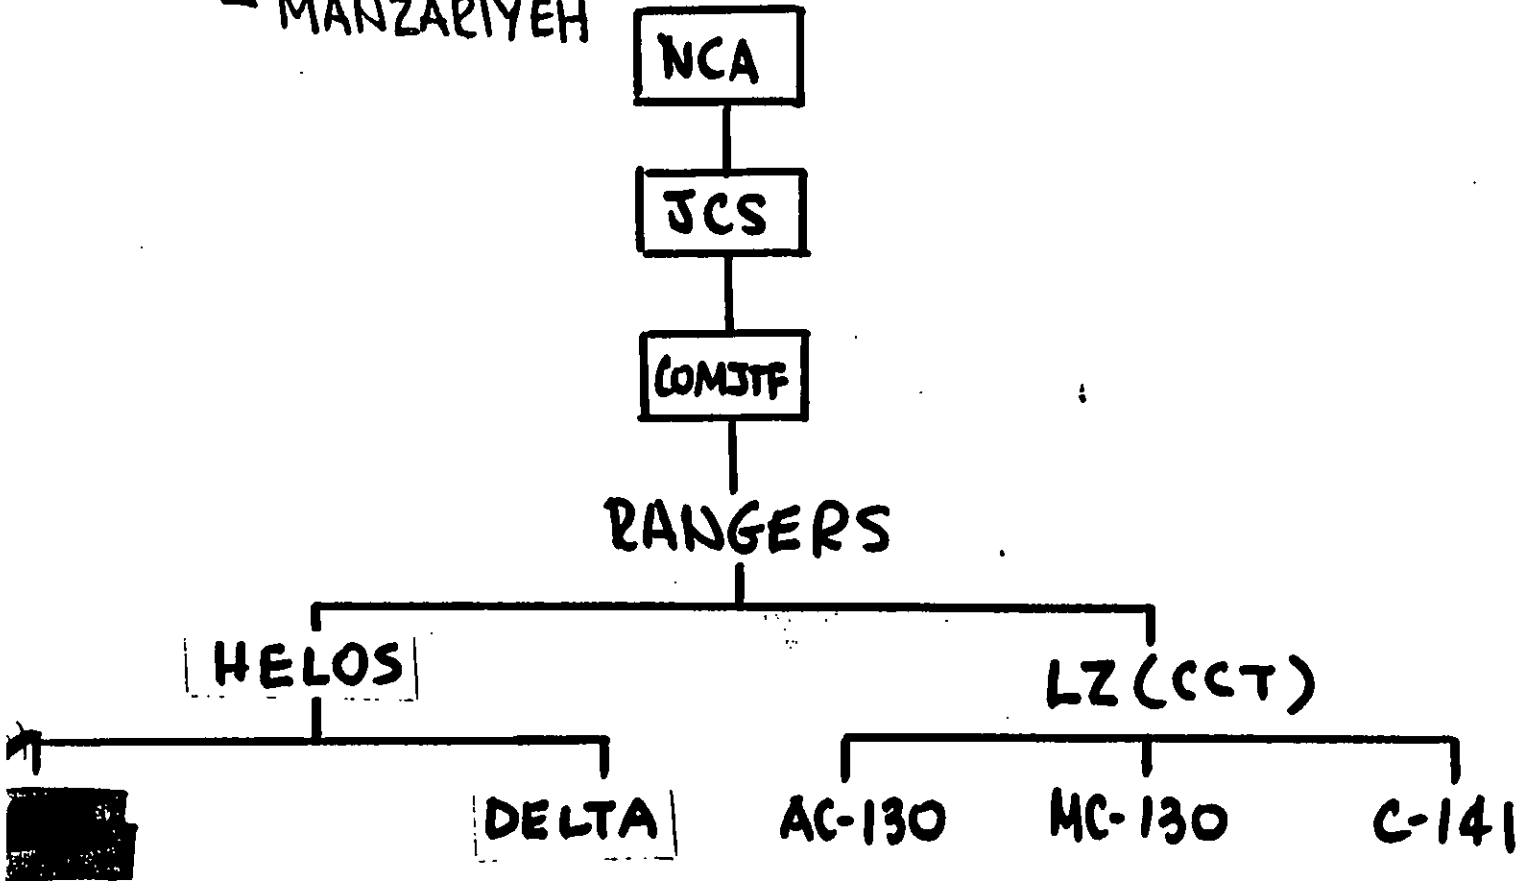 - MANZARIYEH
NCA
JCS
COMJTF
RANGERS
HELOS
LZ (CCT)
DELTA
AC-130
MC-130
C-141